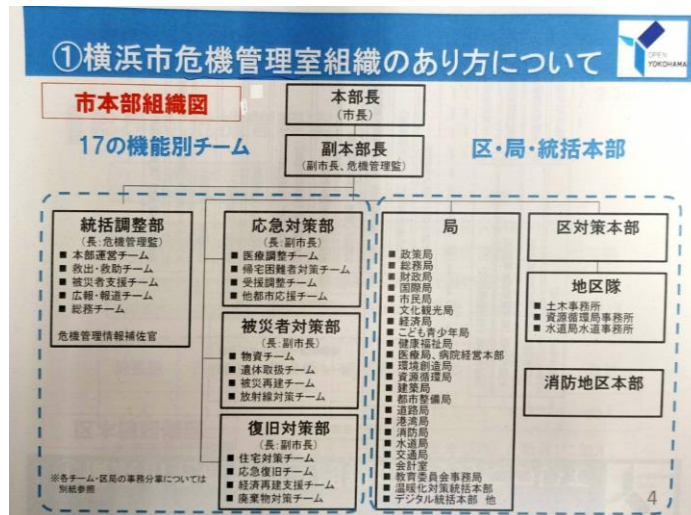 ①横浜市危機管理室組織のあり方について
OPEN
YOKOHAMA
市本部組織図
本部長
(市長)
17の機能別チーム
副本部長
(副市長、危機管理監)
区・局・統括本部
統括調整部
(長:危機管理監)
■ 本部運営チーム
■ 救出・救助チーム
■ 被災者支援チーム
■ 広報・報道チーム
■ 総務チーム
危機管理情報補佐官
応急対策部
(長:副市長)
■ 医療調整チーム
■ 帰宅困難者対策チーム
■ 受援調整チーム
■ 他都市応援チーム
被災者対策部
(長:副市長)
■ 物資チーム
■ 遺体取扱チーム
■ 被災再建チーム
■ 放射線対策チーム
復旧対策部
(長:副市長)
■ 住宅対策チーム
■ 応急復旧チーム
■ 経済再建支援チーム
■ 廃棄物対策チーム
局
■ 政策局
■ 総務局
■ 財政局
■ 国際局
■ 市民局
■ 文化観光局
■ 経済局
■ こども青少年局
■ 健康福祉局
■ 医療局、病院経営本部
■ 環境創造局
■ 資源循環局
■ 建築局
■ 都市整備局
■ 道路局
■ 港湾局
■ 消防局
■ 水道局
■ 交通局
■ 会計室
■ 教育委員会事務局
■ 温暖化対策統括本部
■ デジタル統括本部 他
区対策本部
地区隊
■ 土木事務所
■ 資源循環局事務所
■ 水道局水道事務所
消防地区本部
※各チーム・区局の事務分掌については
別紙参照
4